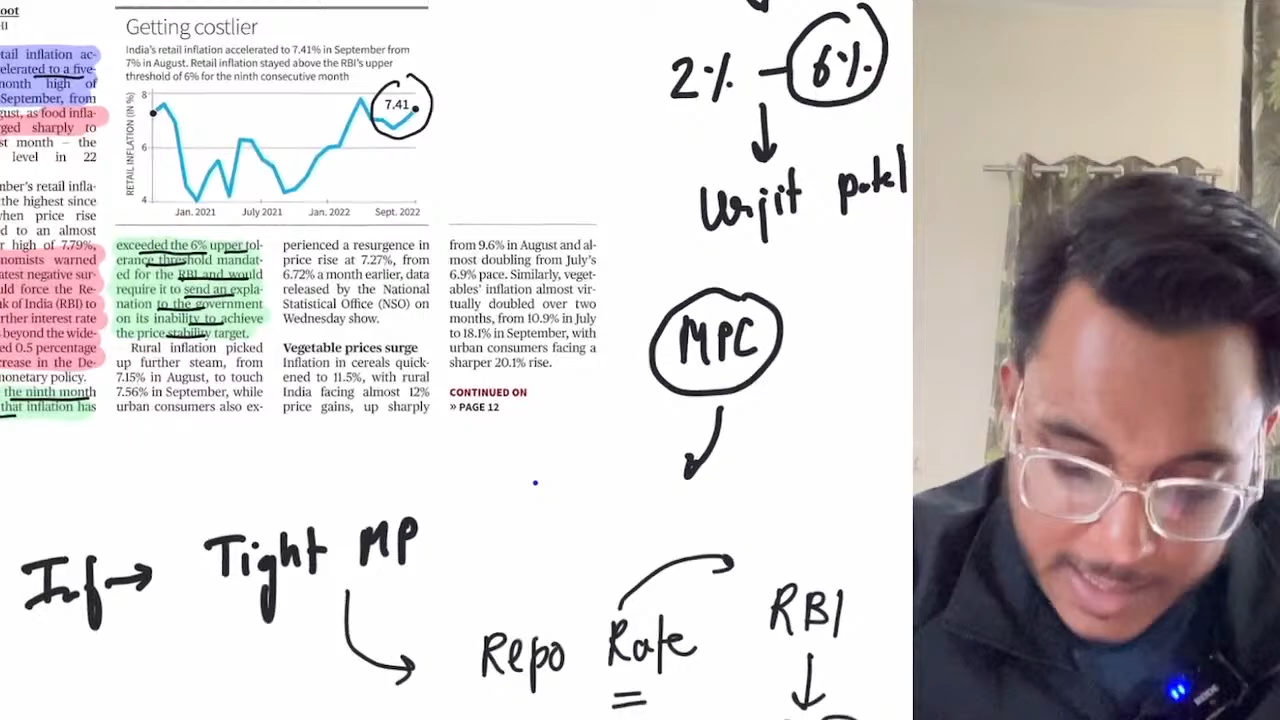 oot
HI
tail inflation ac-
elerated to a five-
month high of
September, from
gust, as food infla-
rged sharply to
st month – the
level in 22
mber's retail infla-
the highest since
when price rise
ed to an almost
r high of 7.79%,
nomists warned
atest negative sur-
uld force the Re-
nk of India (RBI) to
rther interest rate
s beyond the wide-
ed 0.5 percentage
crease in the De-
monetary policy.
the ninth month
that inflation has
Getting costlier
India's retail inflation accelerated to 7.41% in September from
7% in August. Retail inflation stayed above the RBI's upper
threshold of 6% for the ninth consecutive month
RETAIL INFLATION (IN %)
8
6
4
7.41
Jan. 2021 July 2021 Jan. 2022 Sept. 2022
exceeded the 6% upper tol-
erance threshold mandat-
ed for the RBI and would
require it to send an expla-
nation to the government
on its inability to achieve
the price stability target.
Rural inflation picked
up further steam, from
7.15% in August, to touch
7.56% in September, while
urban consumers also ex-
perienced a resurgence in
price rise at 7.27%, from
6.72% a month earlier, data
released by the National
Statistical Office (NSO) on
Wednesday show.
Vegetable prices surge
Inflation in cereals quick-
ened to 11.5%, with rural
India facing almost 12%
price gains, up sharply
from 9.6% in August and al-
most doubling from July's
6.9% pace. Similarly, veget-
ables' inflation almost vir-
tually doubled over two
months, from 10.9% in July
to 18.1% in September, with
urban consumers facing a
sharper 20.1% rise.
CONTINUED ON
» PAGE 12
2% – 6%
Urjit patel
MPC
Inf → Tight MP
Repo Rate
RBI